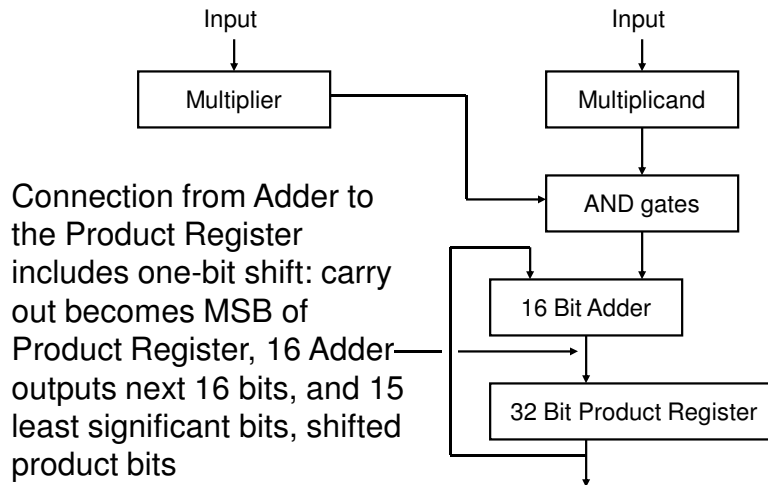 Input
Input
Multiplier
Multiplicand
AND gates
Connection from Adder to
the Product Register
includes one-bit shift: carry
out becomes MSB of
Product Register, 16 Adder
outputs next 16 bits, and 15
least significant bits, shifted
product bits
16 Bit Adder
32 Bit Product Register